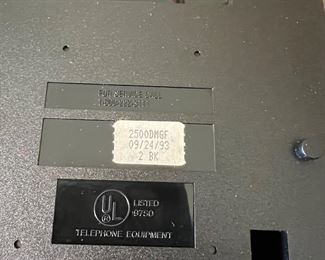 FOR SERVICE CALL
2500DMGF
09/24/93
2 BK
UL
LISTED
975D
TELEPHONE EQUIPMENT